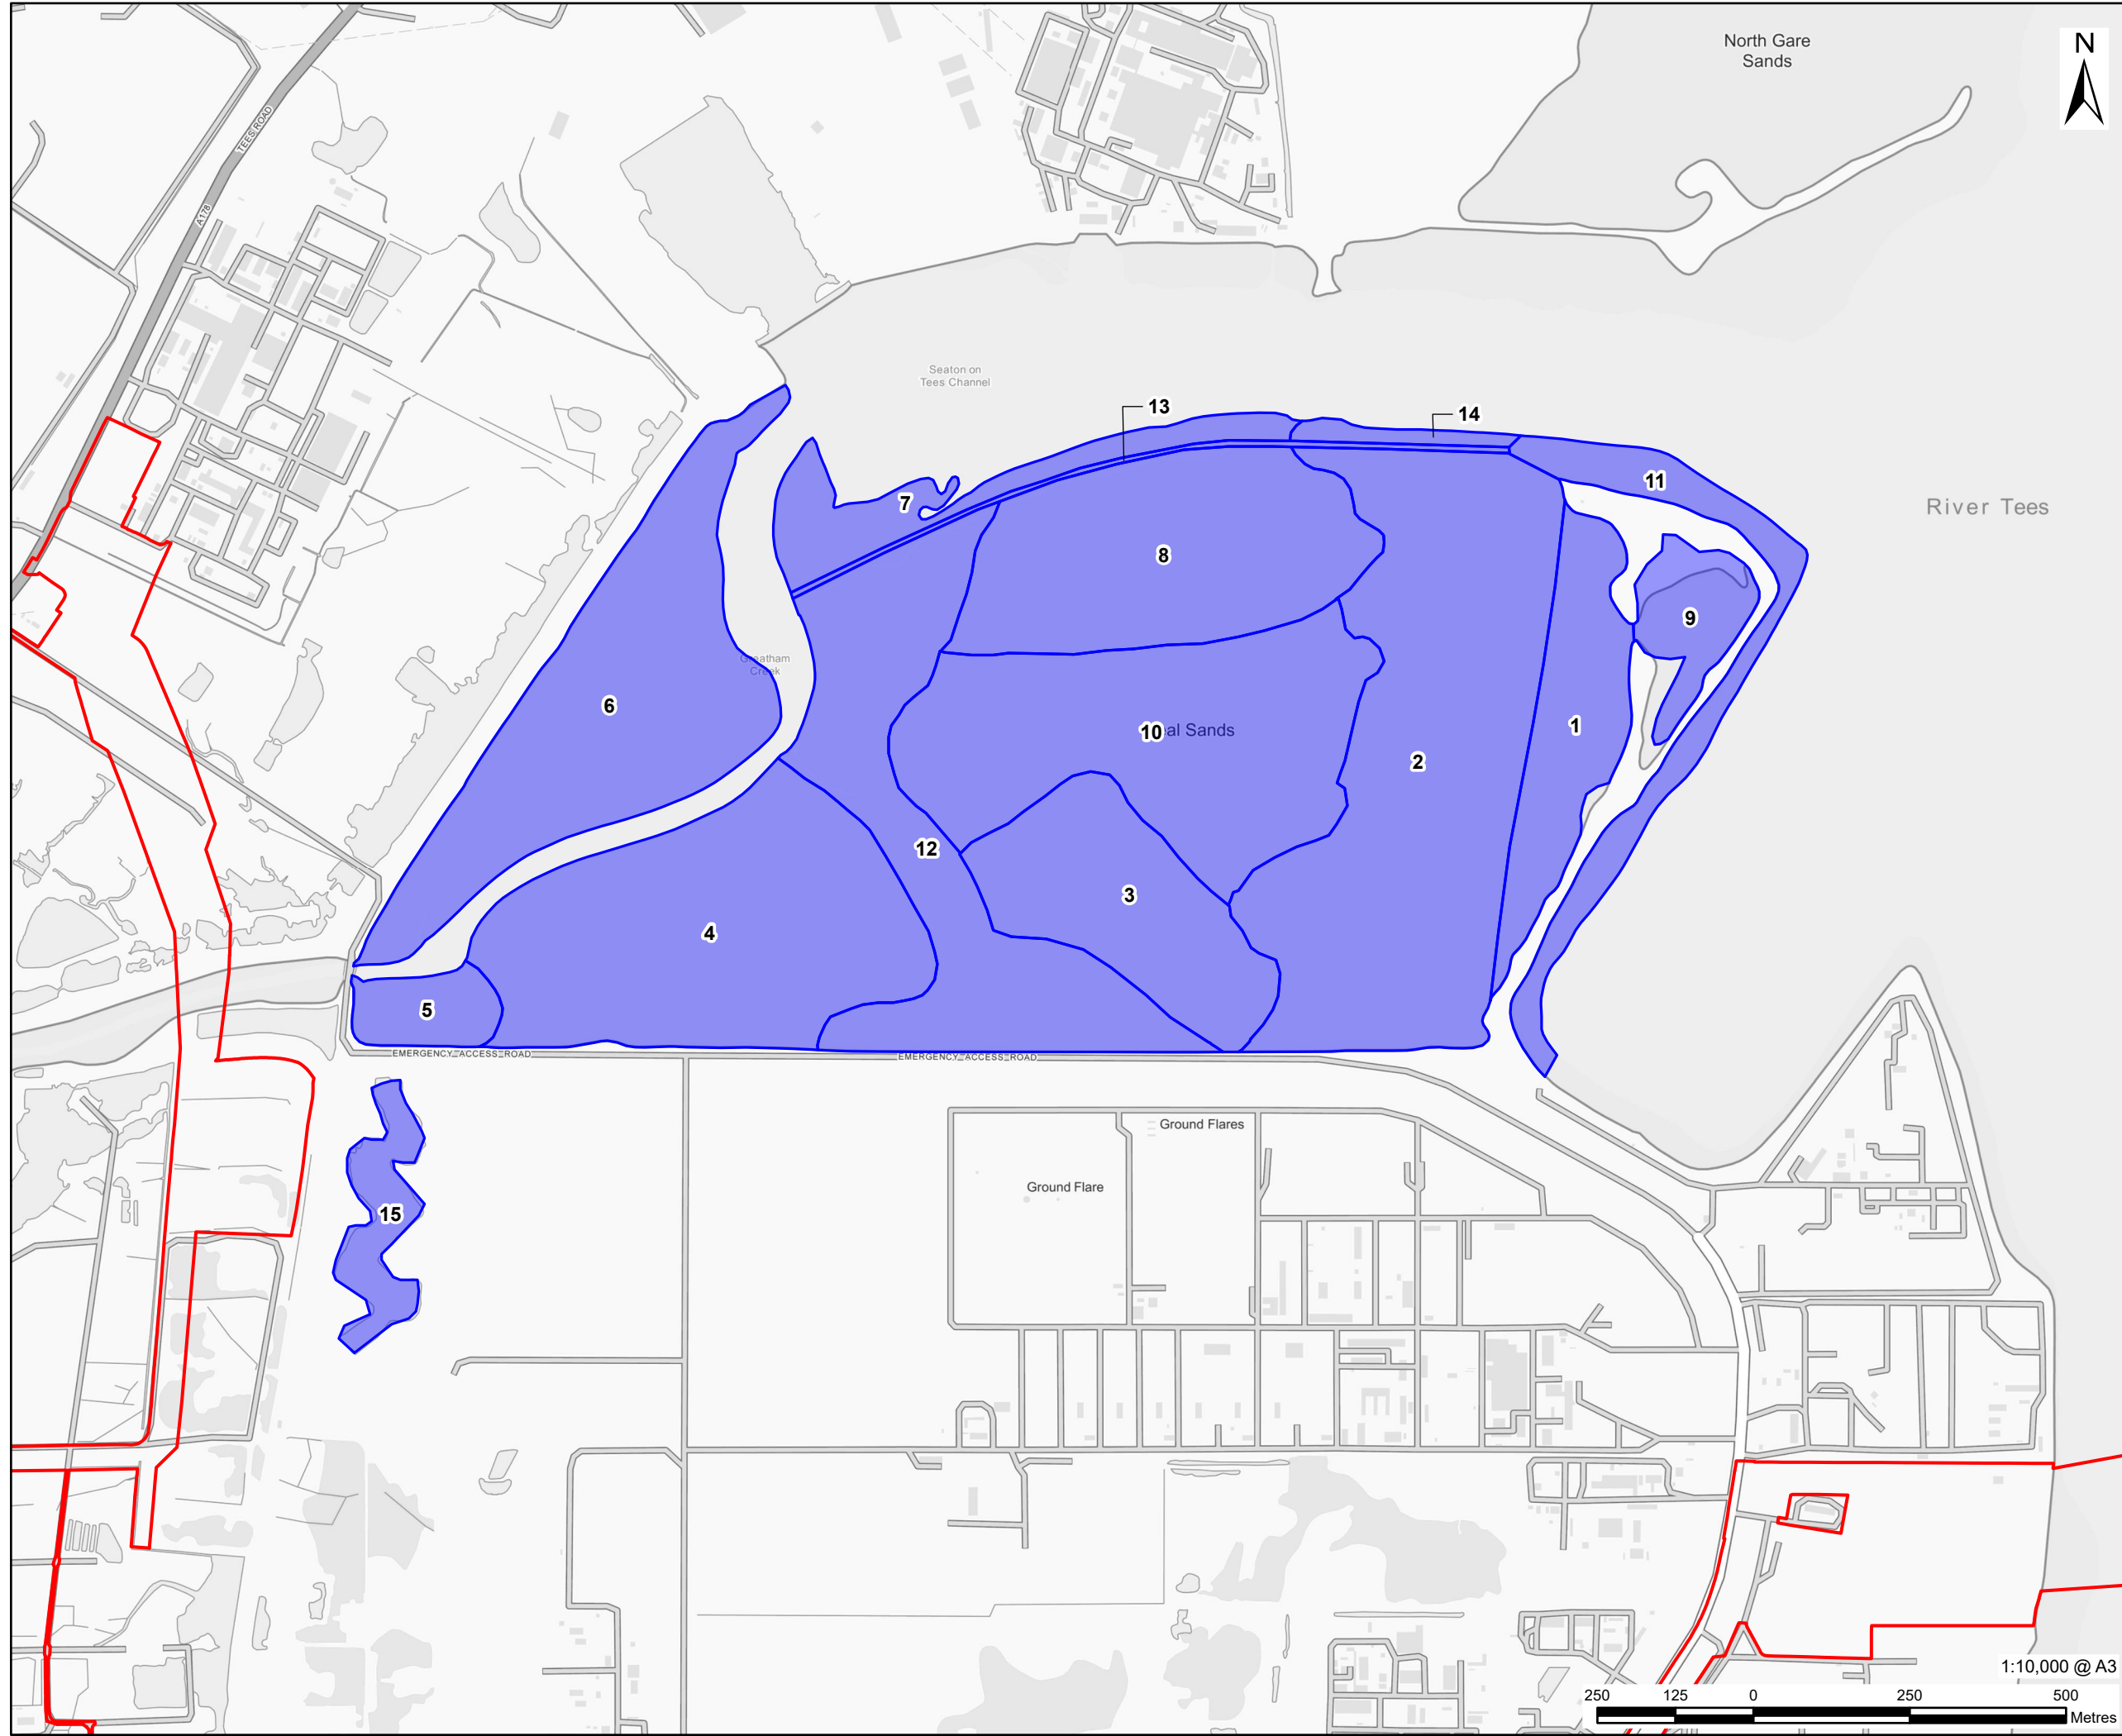 North Gare
Sands
N
TEES ROAD
A178
Seaton on
Tees Channel
13
14
11
River Tees
7
8
9
Greatham
Creek
6
10
al Sands
1
2
12
3
4
5
EMERGENCY ACCESS ROAD
EMERGENCY ACCESS ROAD
Ground Flares
Ground Flare
15
1:10,000 @ A3
250 125 0 250 500
Metres